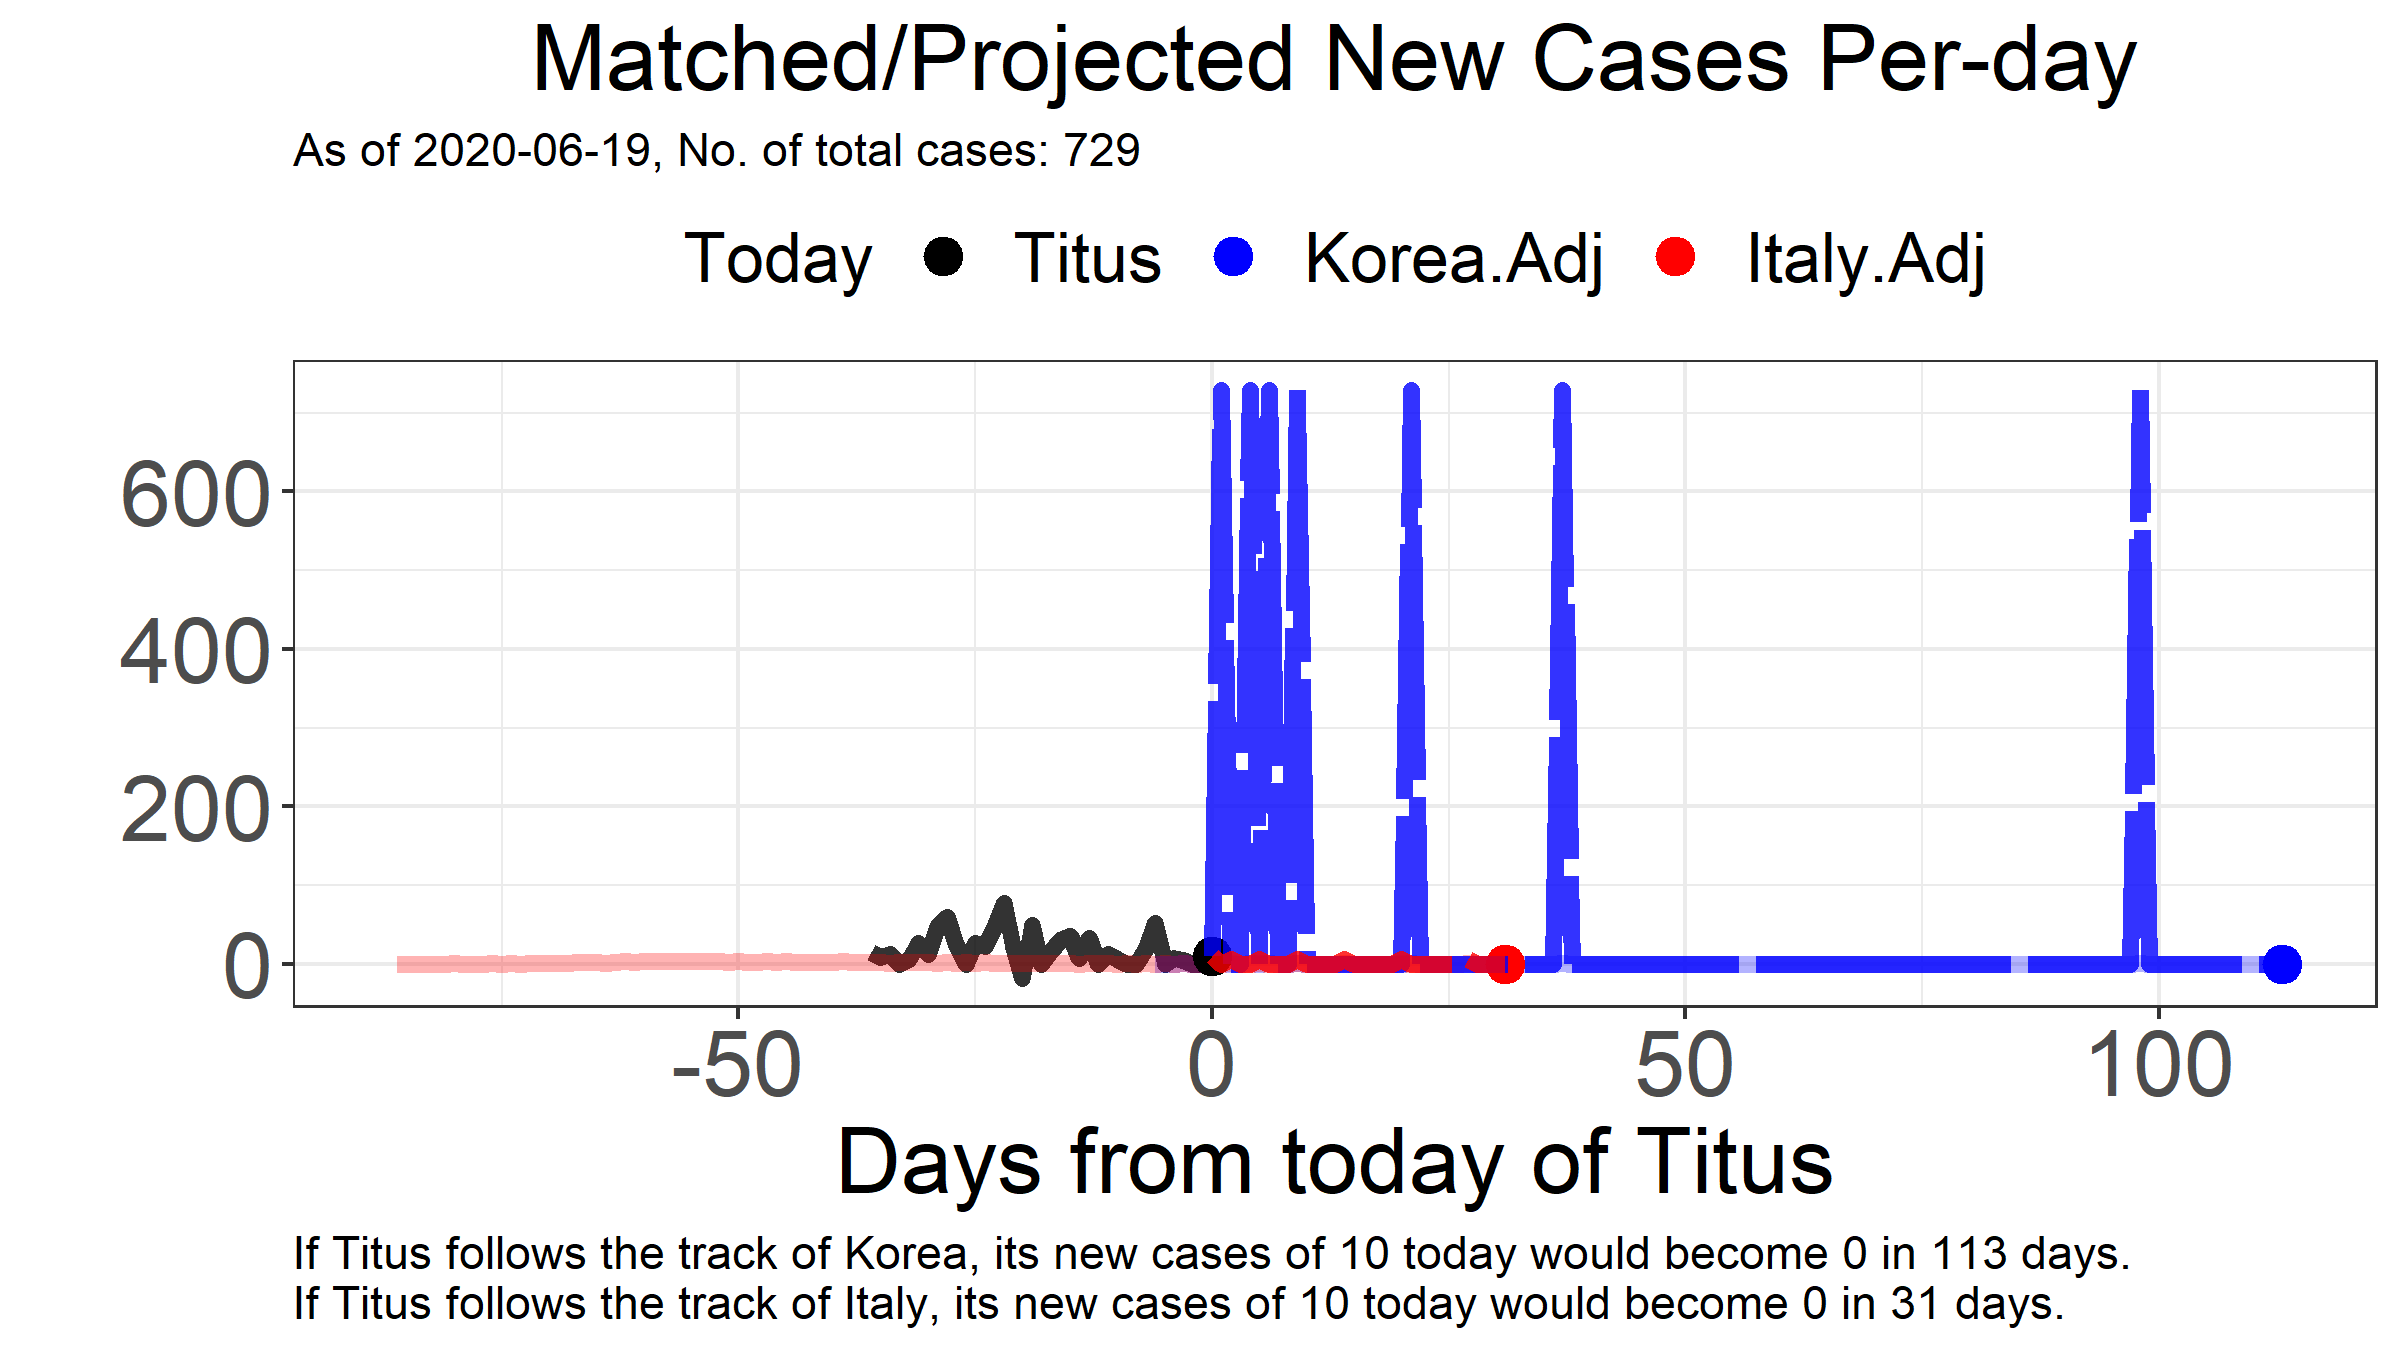 Matched/Projected New Cases Per-day
As of 2020-06-19, No. of total cases: 729
Today Titus Korea.Adj Italy.Adj
600
400
200
0
-50 0 50 100
Days from today of Titus
If Titus follows the track of Korea, its new cases of 10 today would become 0 in 113 days.
If Titus follows the track of Italy, its new cases of 10 today would become 0 in 31 days.